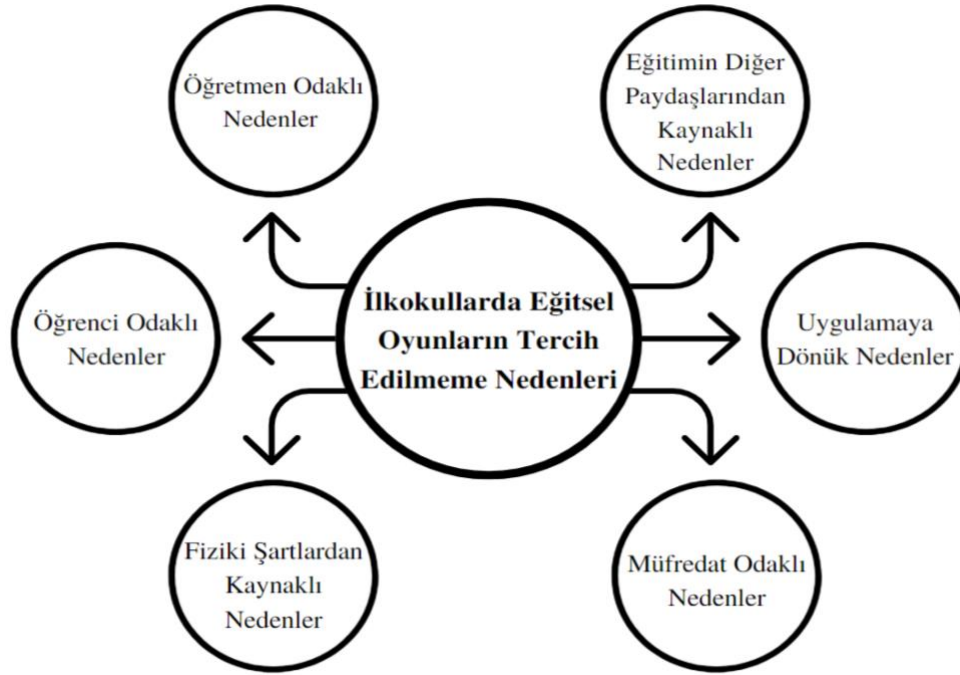 Öğretmen Odaklı
Nedenler
Eğitimin Diğer
Paydaşlarından
Kaynaklı
Nedenler
Öğrenci Odaklı
Nedenler
İlkokullarda Eğitsel
Oyunların Tercih
Edilmeme Nedenleri
Uygulamaya
Dönük Nedenler
Fiziki Şartlardan
Kaynaklı
Nedenler
Müfredat Odaklı
Nedenler